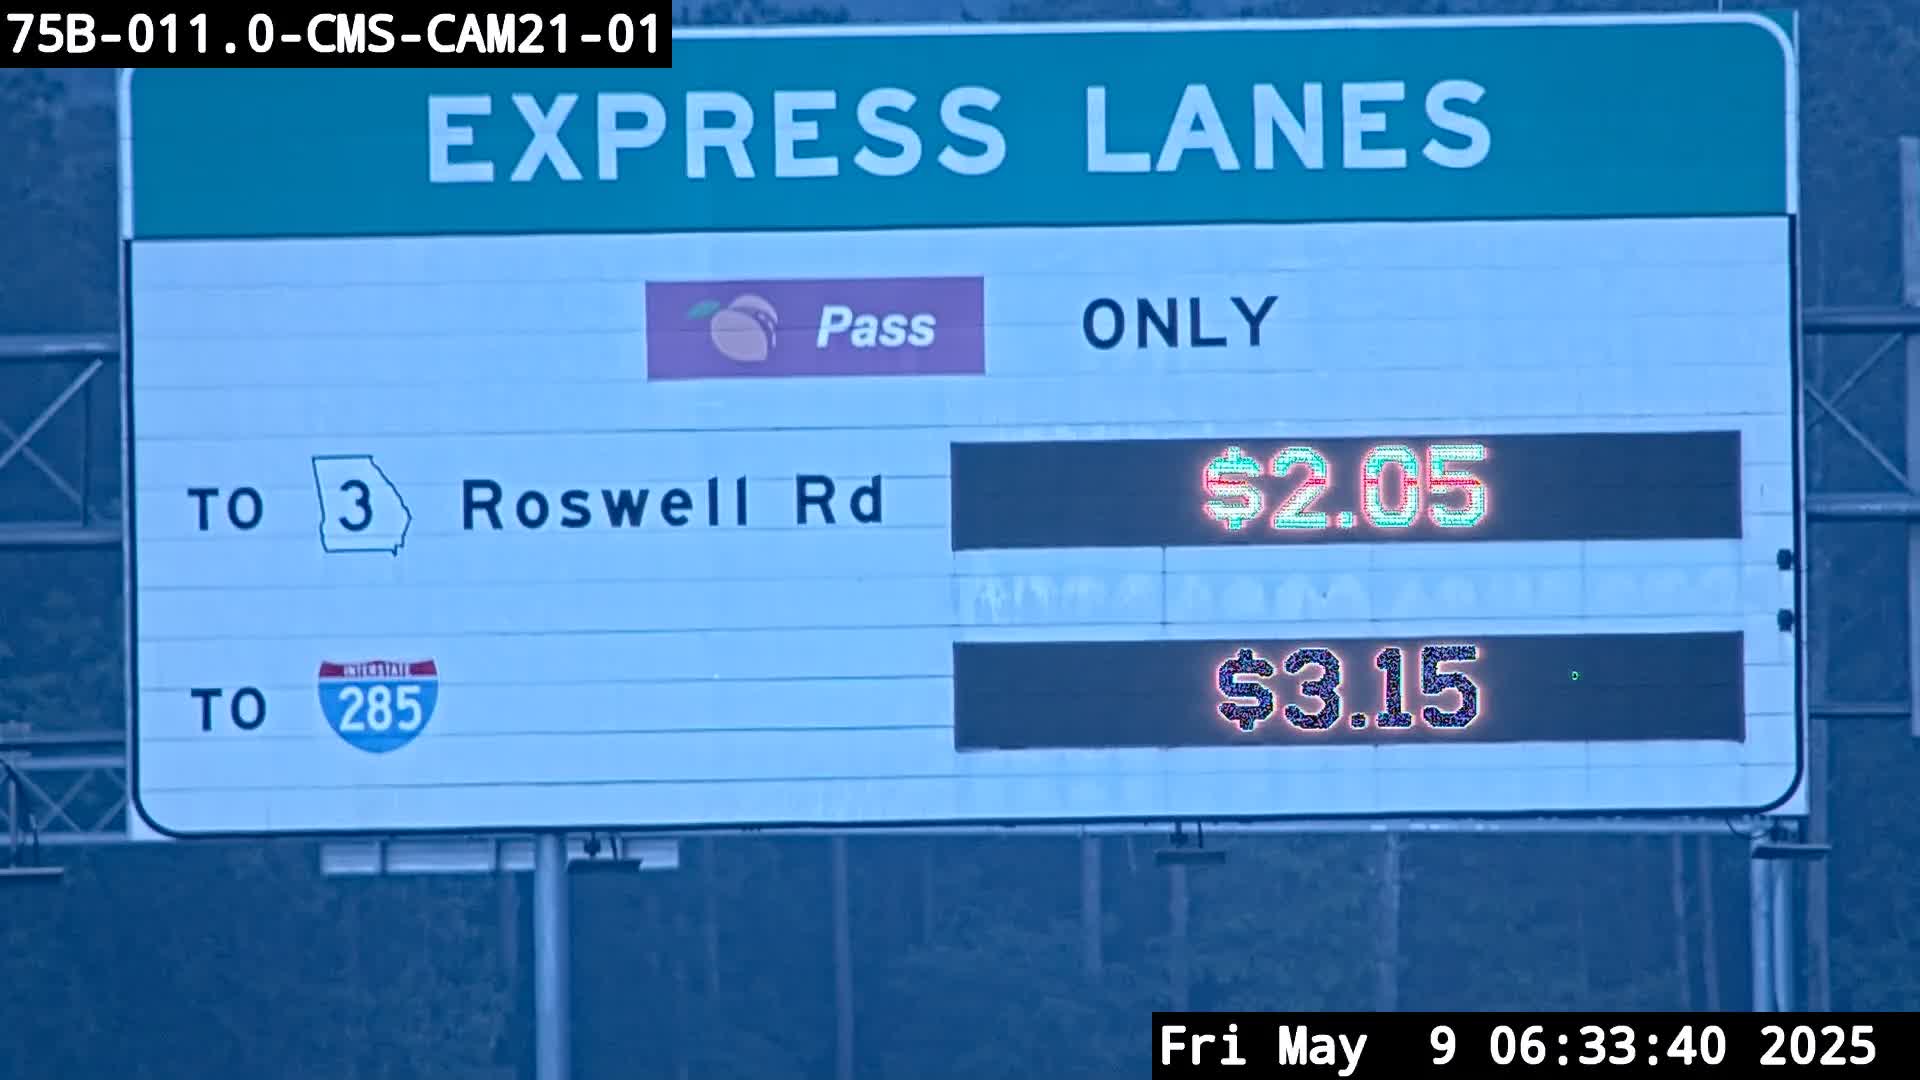 75B-011.0-CMS-CAM21-01
EXPRESS LANES
Pass ONLY
TO 3 Roswell Rd $2.05
TO INTERSTATE 285 $3.15
Fri May 9 06:33:40 2025